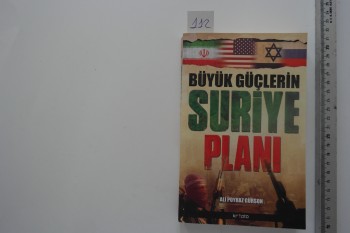 112
BÜYÜK GÜÇLERİN
SURİYE
PLANI
ALİ POYRAZ GÜRSON